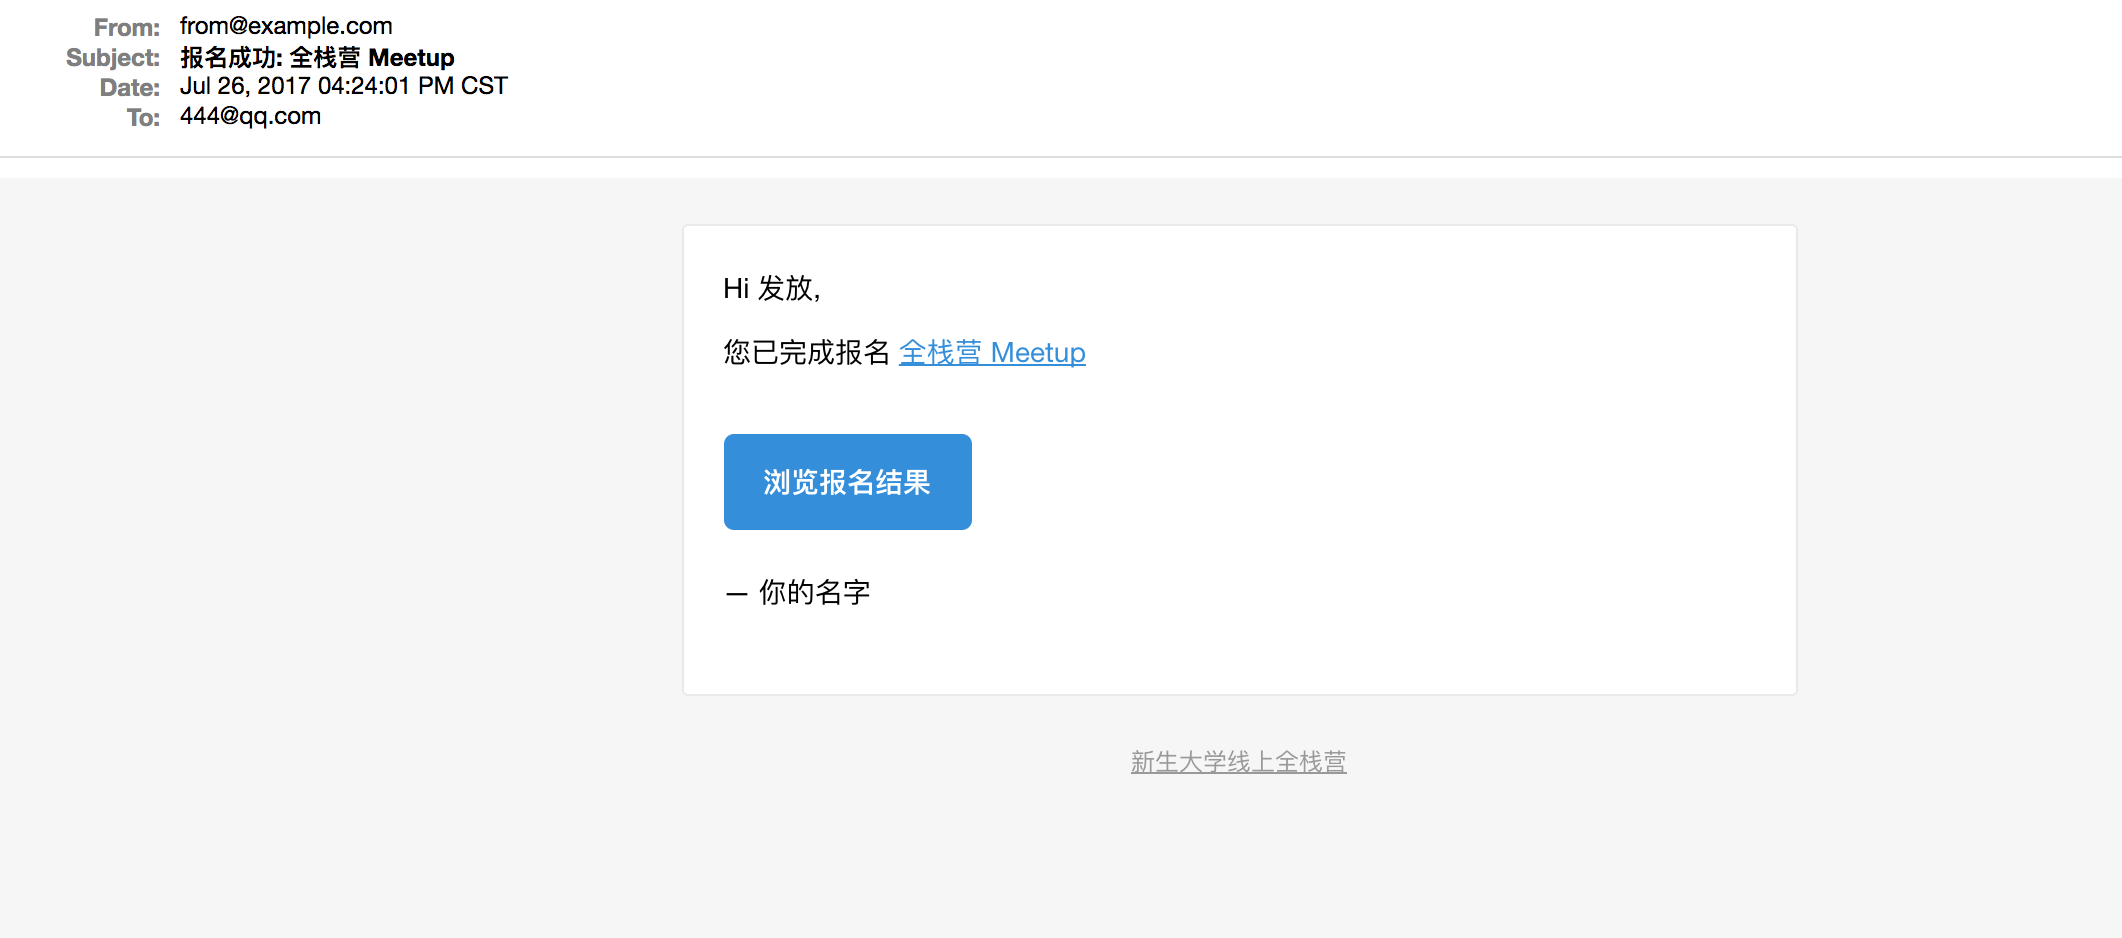 From: from@example.com
Subject: 报名成功: 全栈营 Meetup
Date: Jul 26, 2017 04:24:01 PM CST
To: 444@qq.com
Hi 发放,
您已完成报名 全栈营 Meetup
浏览报名结果
— 你的名字
新生大学线上全栈营